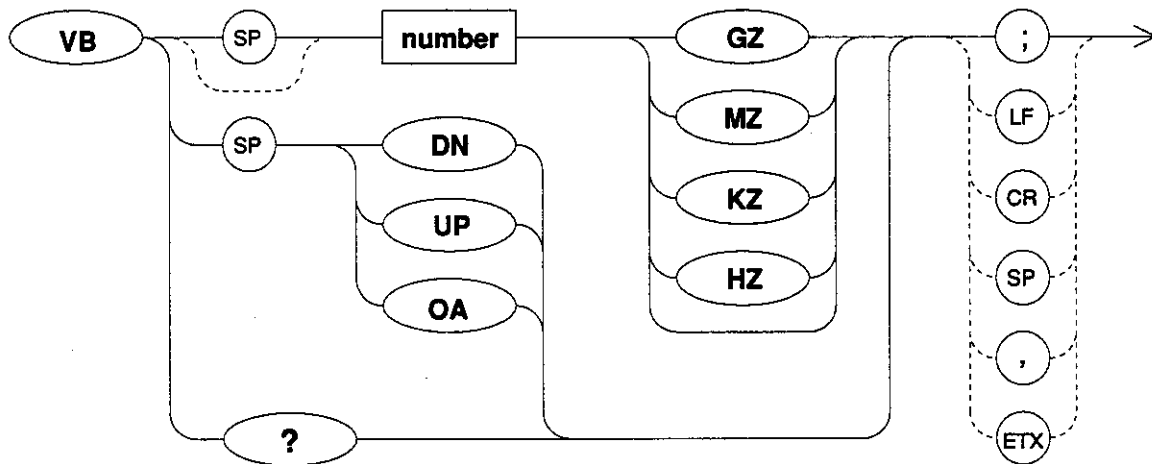 VB SP number GZ ;
MZ LF
SP DN
UP KZ CR
OA HZ SP
,
? ETX